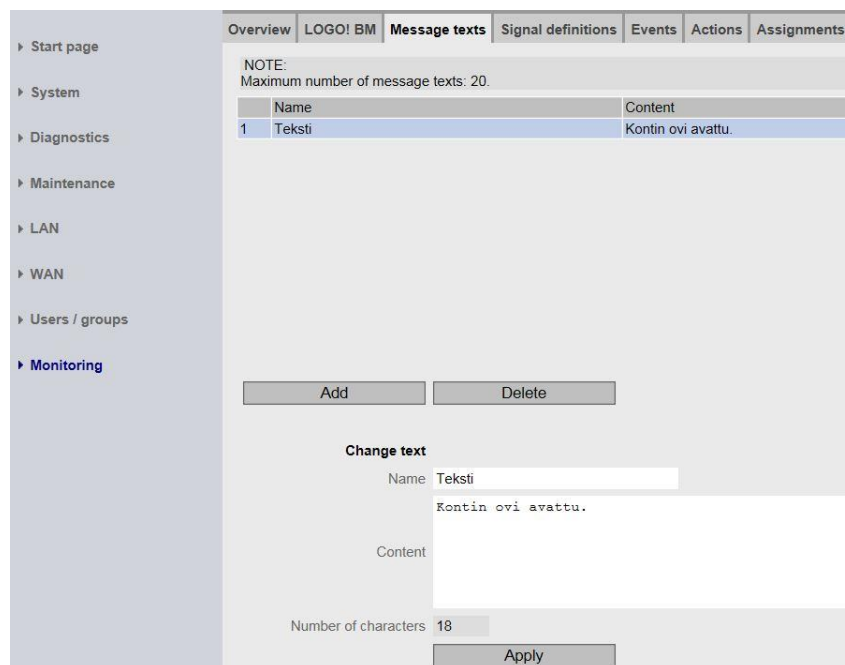 Overview LOGO! BM Message texts Signal definitions Events Actions Assignments
Start page
System
Diagnostics
Maintenance
LAN
WAN
Users / groups
Monitoring
NOTE:
Maximum number of message texts: 20.
Name Content
1 Teksti Kontin ovi avattu.
Add Delete
Change text
Name Teksti
Content Kontin ovi avattu.
Number of characters 18
Apply